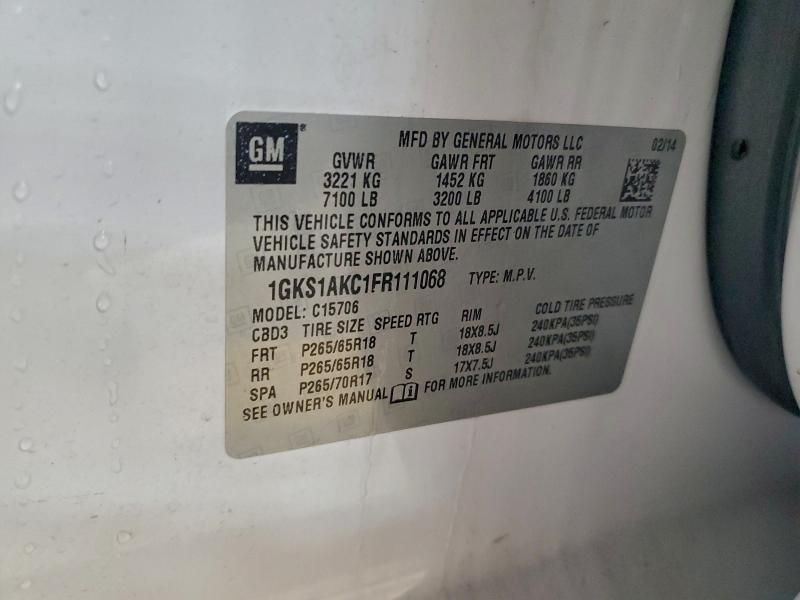 GM
MFD BY GENERAL MOTORS LLC 02/14
GVWR GAWR FRT GAWR RR
3221 KG 1452 KG 1860 KG
7100 LB 3200 LB 4100 LB
THIS VEHICLE CONFORMS TO ALL APPLICABLE U.S. FEDERAL MOTOR
VEHICLE SAFETY STANDARDS IN EFFECT ON THE DATE OF
MANUFACTURE SHOWN ABOVE.
1GKS1AKC1FR111068 TYPE: M.P.V.
MODEL: C15706
CBD3 TIRE SIZE SPEED RTG RIM COLD TIRE PRESSURE
FRT P265/65R18 T 18X8.5J 240KPA(35PSI)
RR P265/65R18 T 18X8.5J 240KPA(35PSI)
SPA P265/70R17 S 17X7.5J 240KPA(35PSI)
SEE OWNER'S MANUAL FOR MORE INFORMATION.